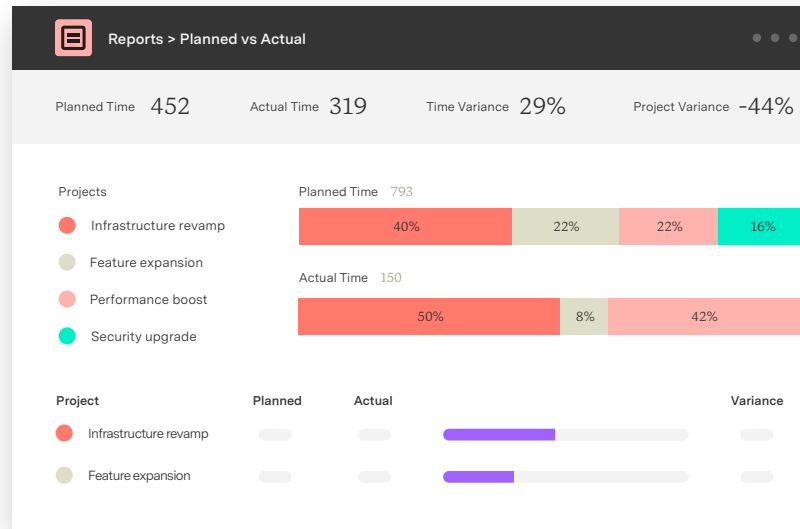 Reports > Planned vs Actual
Planned Time 452 Actual Time 319 Time Variance 29% Project Variance -44%
Projects
Infrastructure revamp
Feature expansion
Performance boost
Security upgrade
Planned Time 793
40% 22% 22% 16%
Actual Time 150
50% 8% 42%
Project Planned Actual Variance
Infrastructure revamp
Feature expansion